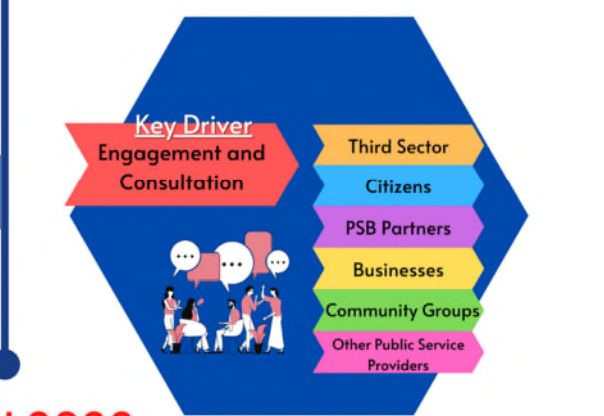 Key Driver
Engagement and
Consultation
Third Sector
Citizens
PSB Partners
Businesses
Community Groups
Other Public Service
Providers